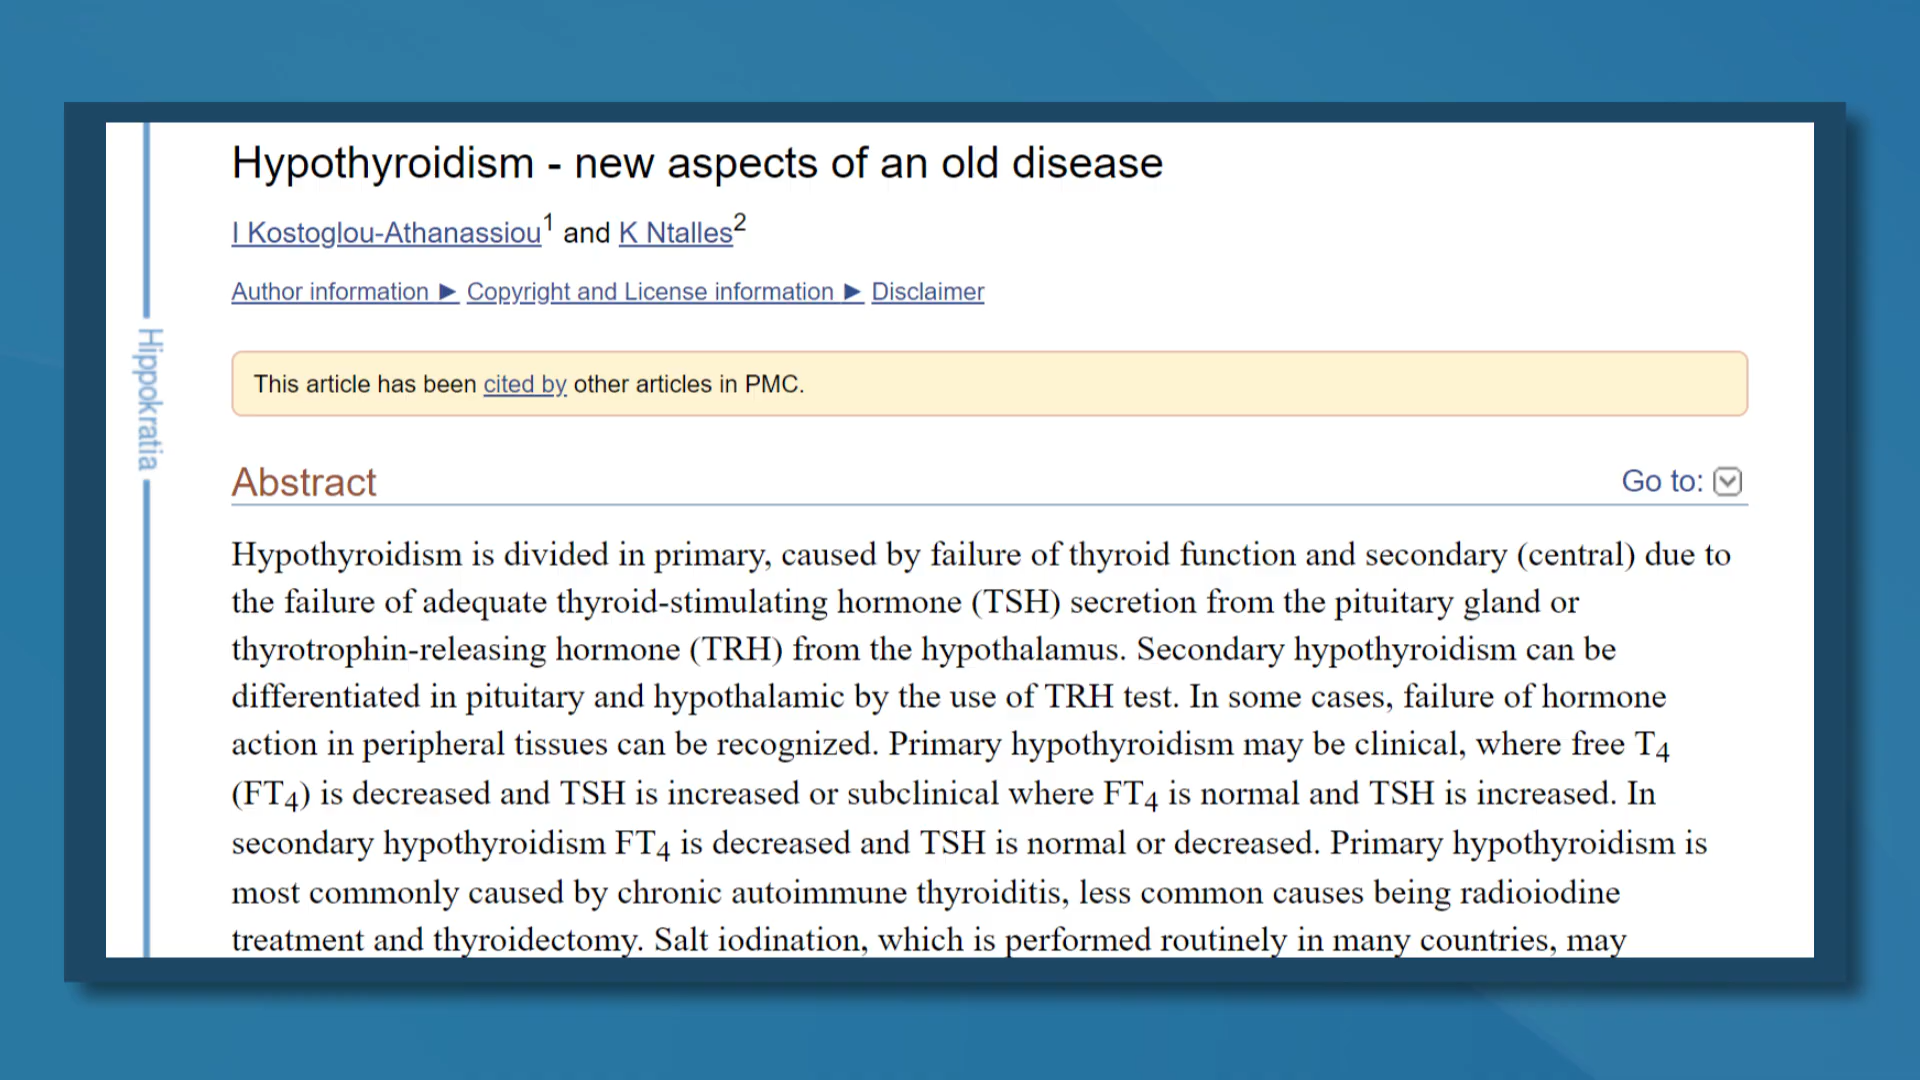 Hypothyroidism - new aspects of an old disease
I Kostoglou-Athanassiou1 and K Ntalles2
Author information ► Copyright and License information ► Disclaimer
Hippokratia
This article has been cited by other articles in PMC.
Abstract
Go to:
Hypothyroidism is divided in primary, caused by failure of thyroid function and secondary (central) due to
the failure of adequate thyroid-stimulating hormone (TSH) secretion from the pituitary gland or
thyrotrophin-releasing hormone (TRH) from the hypothalamus. Secondary hypothyroidism can be
differentiated in pituitary and hypothalamic by the use of TRH test. In some cases, failure of hormone
action in peripheral tissues can be recognized. Primary hypothyroidism may be clinical, where free T4
(FT4) is decreased and TSH is increased or subclinical where FT4 is normal and TSH is increased. In
secondary hypothyroidism FT4 is decreased and TSH is normal or decreased. Primary hypothyroidism is
most commonly caused by chronic autoimmune thyroiditis, less common causes being radioiodine
treatment and thyroidectomy. Salt iodination, which is performed routinely in many countries, may